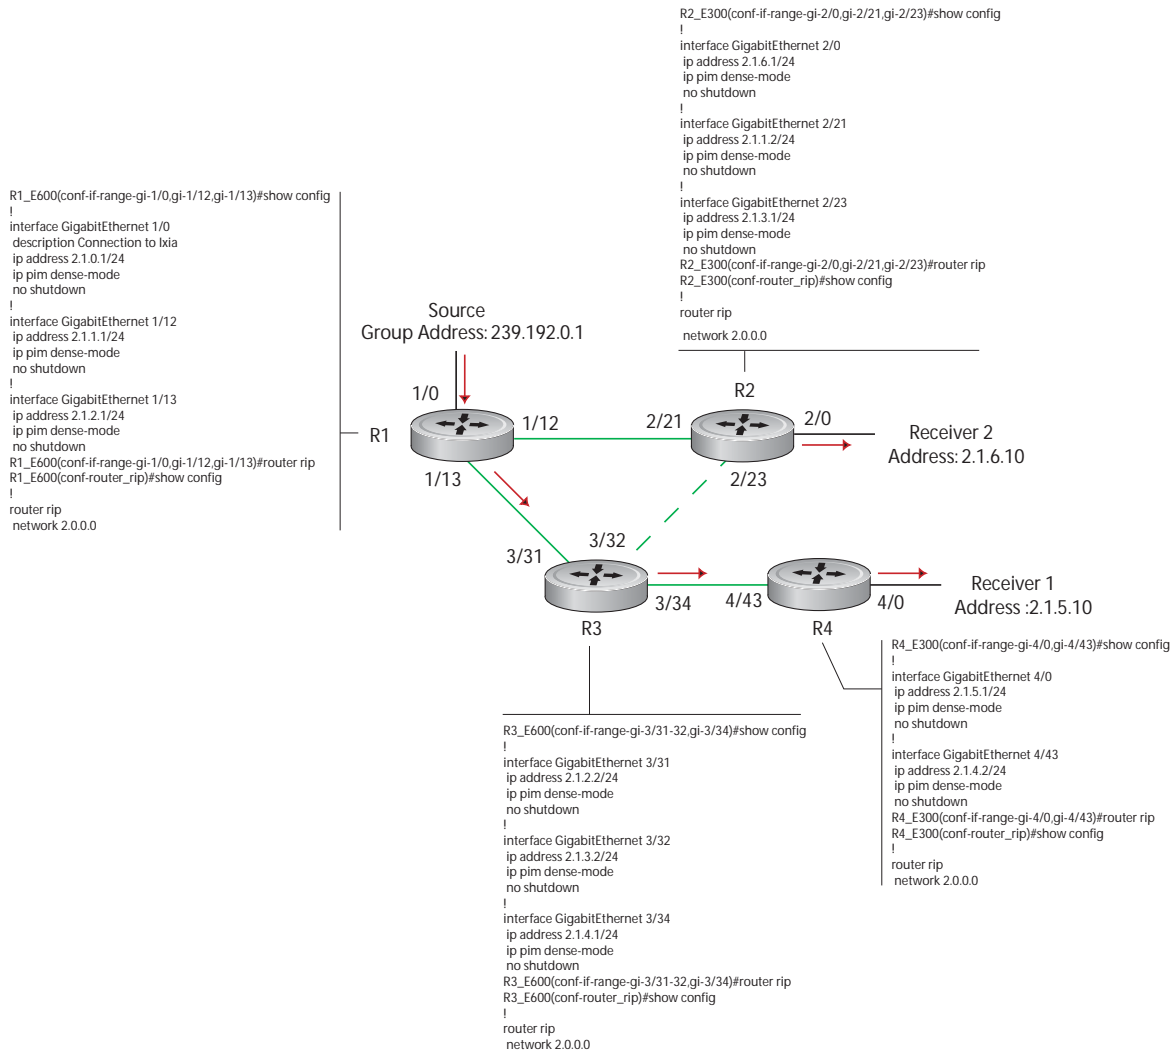 R2_E300(conf-if-range-gi-2/0,gi-2/21,gi-2/23)#show config
!
interface GigabitEthernet 2/0
ip address 2.1.6.1/24
ip pim dense-mode
no shutdown
!
interface GigabitEthernet 2/21
ip address 2.1.1.2/24
ip pim dense-mode
no shutdown
!
interface GigabitEthernet 2/23
ip address 2.1.3.1/24
ip pim dense-mode
no shutdown
R2_E300(conf-if-range-gi-2/0,gi-2/21,gi-2/23)#router rip
R2_E300(conf-router_rip)#show config
!
router rip
network 2.0.0.0
R1_E600(conf-if-range-gi-1/0,gi-1/12,gi-1/13)#show config
!
interface GigabitEthernet 1/0
description Connection to Ixia
ip address 2.1.0.1/24
ip pim dense-mode
no shutdown
!
interface GigabitEthernet 1/12
ip address 2.1.1.1/24
ip pim dense-mode
no shutdown
!
interface GigabitEthernet 1/13
ip address 2.1.2.1/24
ip pim dense-mode
no shutdown
R1_E600(conf-if-range-gi-1/0,gi-1/12,gi-1/13)#router rip
R1_E600(conf-router_rip)#show config
!
router rip
network 2.0.0.0
Source
Group Address: 239.192.0.1
1/0
R1
1/12
1/13
2/21
R2
2/0
2/23
Receiver 2
Address: 2.1.6.10
3/31
3/32
3/34
R3
4/43
4/0
R4
Receiver 1
Address :2.1.5.10
R4_E300(conf-if-range-gi-4/0,gi-4/43)#show config
!
interface GigabitEthernet 4/0
ip address 2.1.5.1/24
ip pim dense-mode
no shutdown
!
interface GigabitEthernet 4/43
ip address 2.1.4.2/24
ip pim dense-mode
no shutdown
R4_E300(conf-if-range-gi-4/0,gi-4/43)#router rip
R4_E300(conf-router_rip)#show config
!
router rip
network 2.0.0.0
R3_E600(conf-if-range-gi-3/31-32,gi-3/34)#show config
!
interface GigabitEthernet 3/31
ip address 2.1.2.2/24
ip pim dense-mode
no shutdown
!
interface GigabitEthernet 3/32
ip address 2.1.3.2/24
ip pim dense-mode
no shutdown
!
interface GigabitEthernet 3/34
ip address 2.1.4.1/24
ip pim dense-mode
no shutdown
R3_E600(conf-if-range-gi-3/31-32,gi-3/34)#router rip
R3_E600(conf-router_rip)#show config
!
router rip
network 2.0.0.0